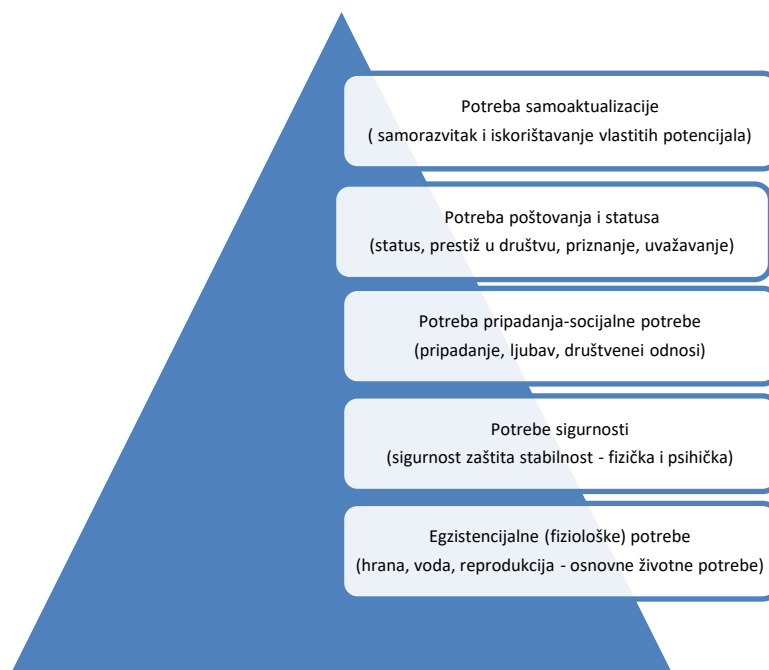 Potreba samoaktualizacije
( samorazvitak i iskorištavanje vlastitih potencijala)
Potreba poštovanja i statusa
(status, prestiž u društvu, priznanje, uvažavanje)
Potreba pripadanja-socijalne potrebe
(pripadanje, ljubav, društvenei odnosi)
Potrebe sigurnosti
(sigurnost zaštita stabilnost - fizička i psihička)
Egzistencijalne (fiziološke) potrebe
(hrana, voda, reprodukcija - osnovne životne potrebe)